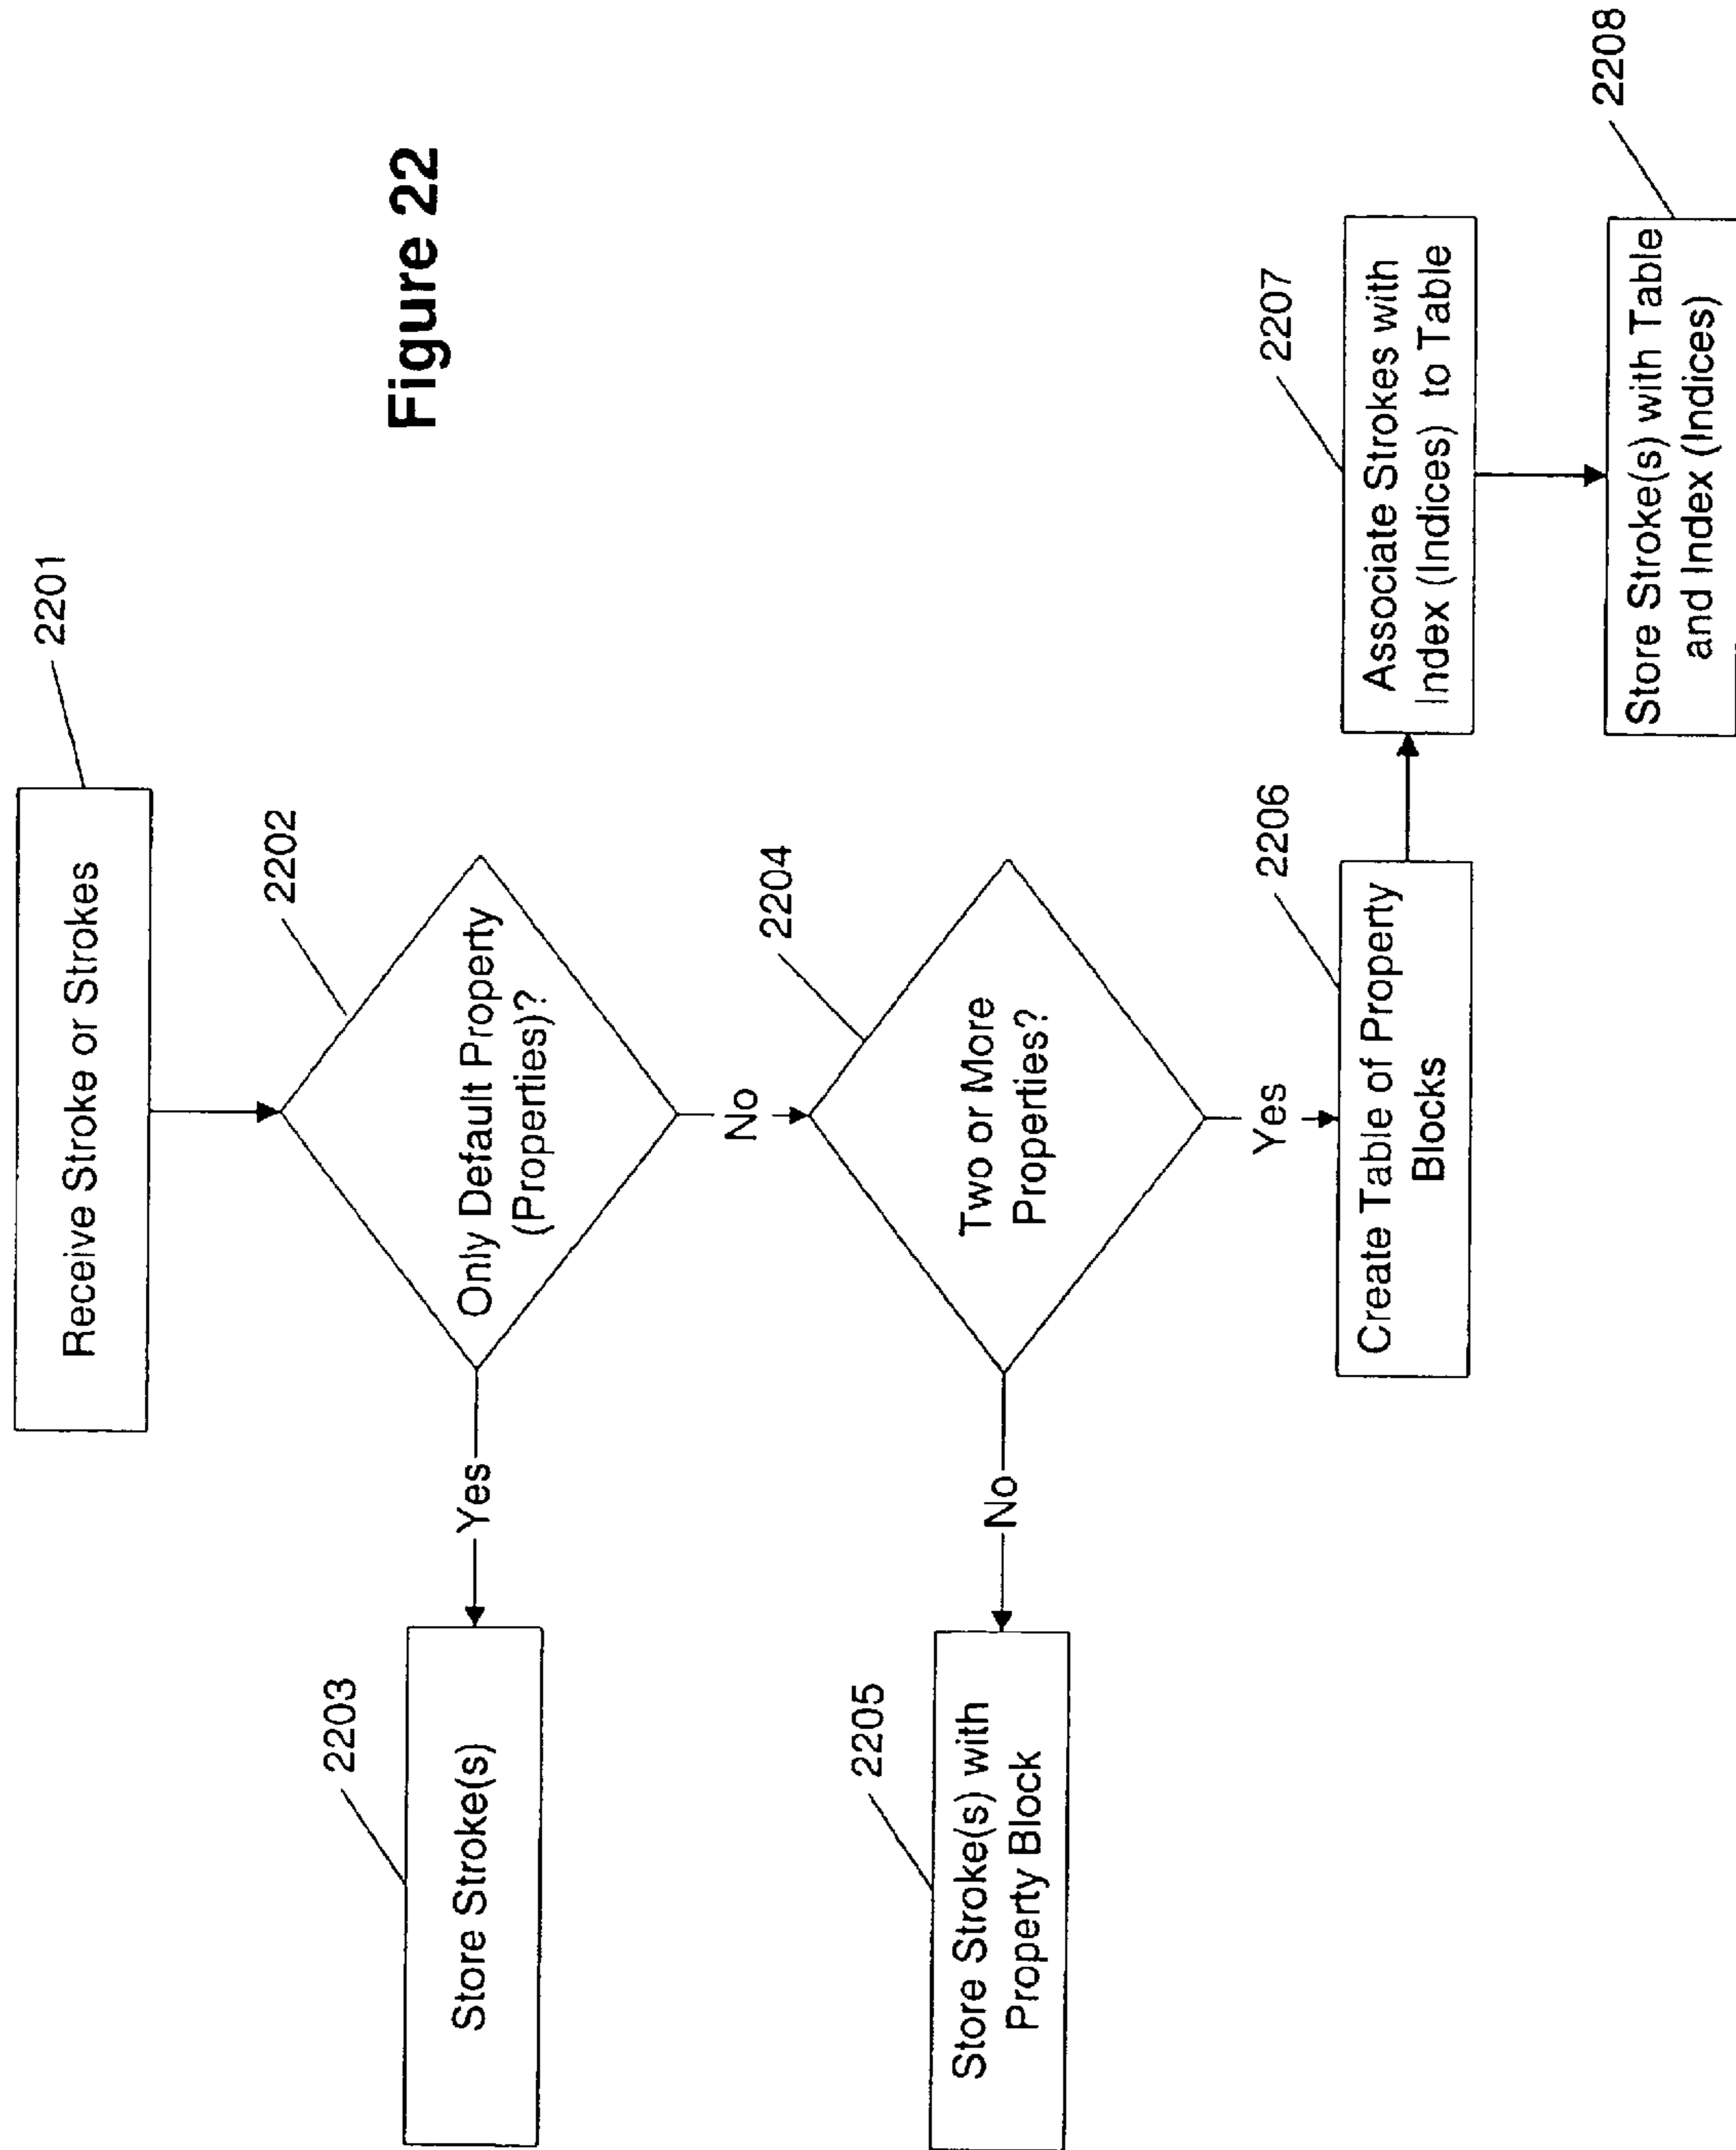 Figure 22
2201
Receive Stroke or Strokes
2202
Only Default Property
(Properties)?
Yes
2203
Store Stroke(s)
No
2204
Two or More
Properties?
No
2205
Store Stroke(s) with
Property Block
Yes
2206
Create Table of Property
Blocks
2207
Associate Strokes with
Index (Indices) to Table
2208
Store Stroke(s) with Table
and Index (Indices)